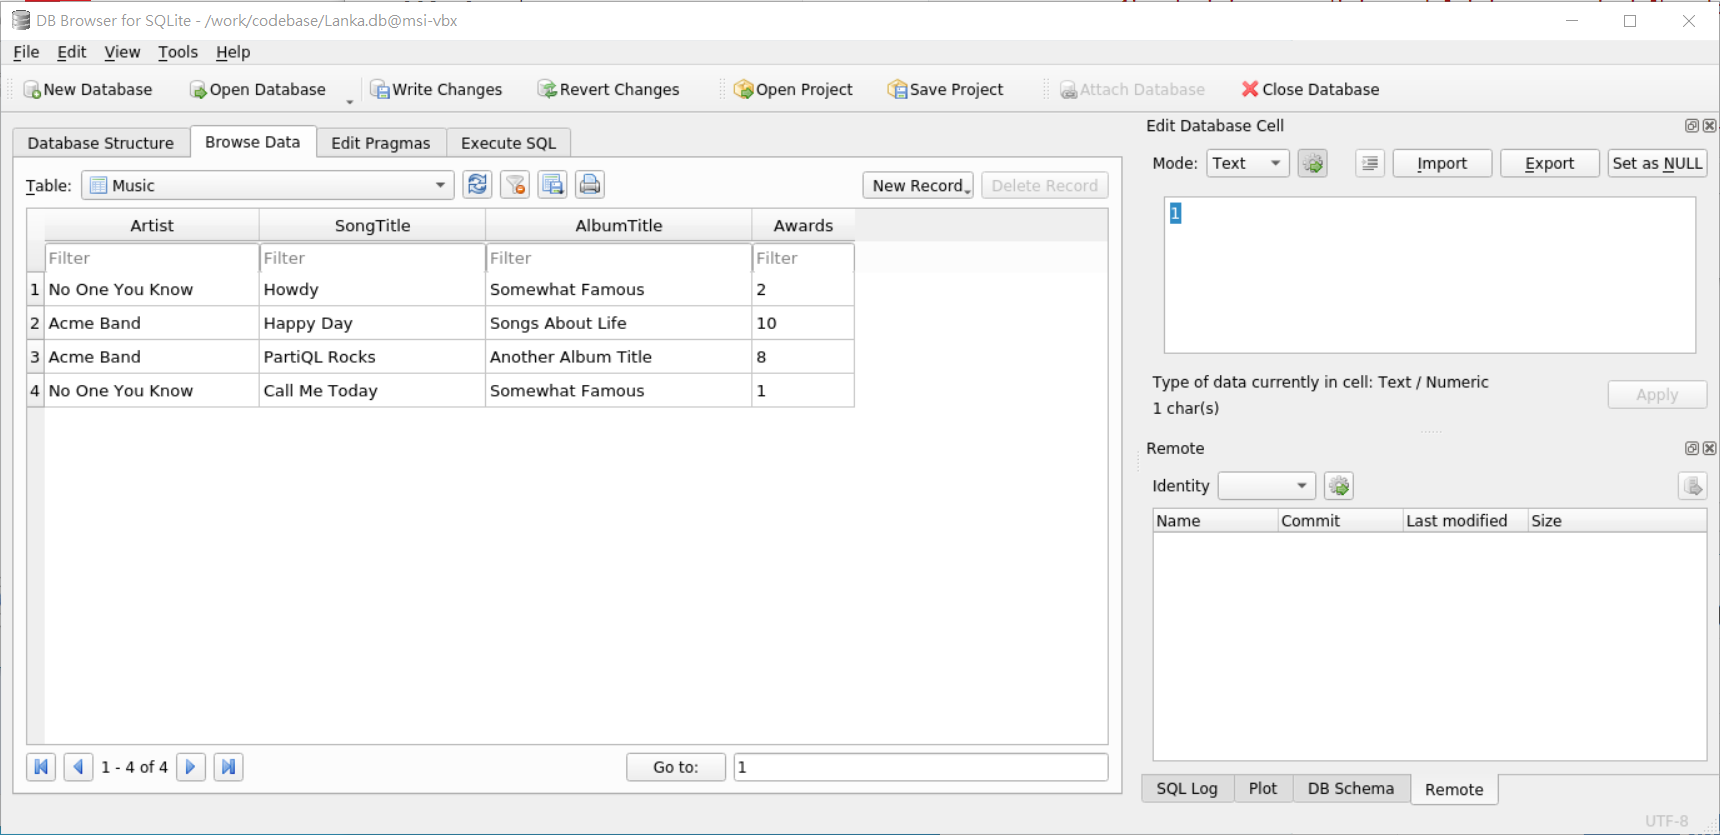 DB Browser for SQLite - /work/codebase/Lanka.db@msi-vbx
File Edit View Tools Help
New Database Open Database Write Changes Revert Changes Open Project Save Project Attach Database Close Database
Database Structure Browse Data Edit Pragmas Execute SQL
Table: Music New Record Delete Record
Artist SongTitle AlbumTitle Awards
Filter Filter Filter Filter
1 No One You Know Howdy Somewhat Famous 2
2 Acme Band Happy Day Songs About Life 10
3 Acme Band PartiQL Rocks Another Album Title 8
4 No One You Know Call Me Today Somewhat Famous 1
1 - 4 of 4 Go to: 1
Edit Database Cell
Mode: Text Import Export Set as NULL
1
Type of data currently in cell: Text / Numeric
1 char(s)
Apply
Remote
Identity
Name Commit Last modified Size
SQL Log Plot DB Schema Remote
UTF-8